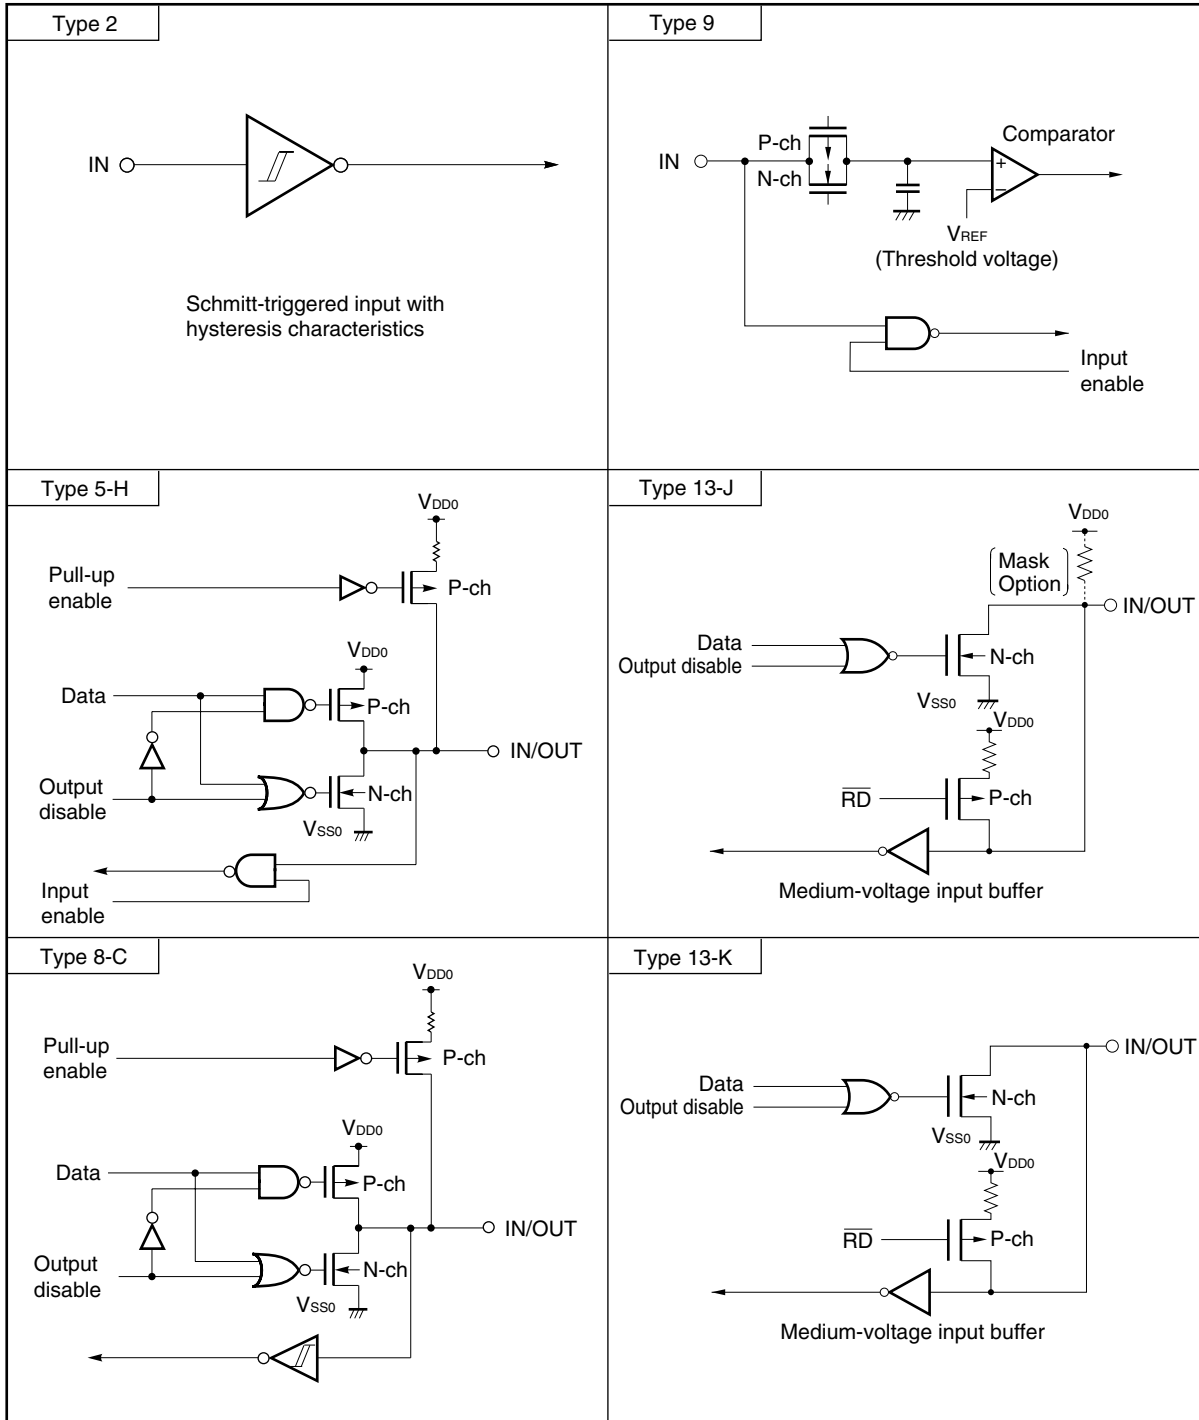 Type 2
IN
Schmitt-triggered input with
hysteresis characteristics
Type 9
P-ch
IN
N-ch
Comparator
+
−
VREF
(Threshold voltage)
Input
enable
Type 5-H
VDD0
Pull-up
enable
P-ch
VDD0
Data
P-ch
IN/OUT
Output
disable
N-ch
VSS0
Input
enable
Type 13-J
VDD0
Mask
Option
IN/OUT
Data
Output disable
N-ch
VSS0
VDD0
RD
P-ch
Medium-voltage input buffer
Type 8-C
VDD0
Pull-up
enable
P-ch
VDD0
Data
P-ch
IN/OUT
Output
disable
N-ch
VSS0
Type 13-K
IN/OUT
Data
Output disable
N-ch
VSS0
VDD0
RD
P-ch
Medium-voltage input buffer